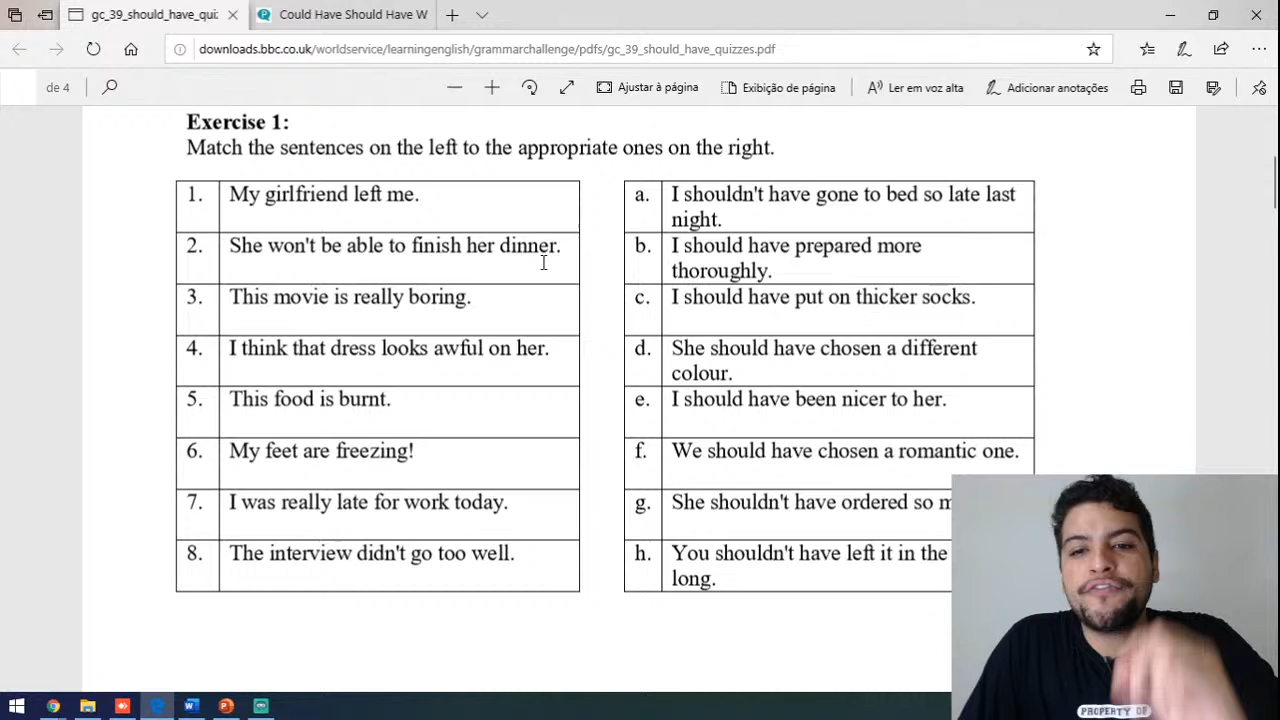 gc_39_should_have_qui
Could Have Should Have W
downloads.bbc.co.uk/worldservice/learningenglish/grammarchallenge/pdfs/gc_39_should_have_quizzes.pdf
de 4
Ajustar à página
Exibição de página
Ler em voz alta
Adicionar anotações
Exercise 1:
Match the sentences on the left to the appropriate ones on the right.
1. My girlfriend left me.
2. She won't be able to finish her dinner.
3. This movie is really boring.
4. I think that dress looks awful on her.
5. This food is burnt.
6. My feet are freezing!
7. I was really late for work today.
8. The interview didn't go too well.
a. I shouldn't have gone to bed so late last
night.
b. I should have prepared more
thoroughly.
c. I should have put on thicker socks.
d. She should have chosen a different
colour.
e. I should have been nicer to her.
f. We should have chosen a romantic one.
g. She shouldn't have ordered so m
h. You shouldn't have left it in the
long.
PROPERTY OF